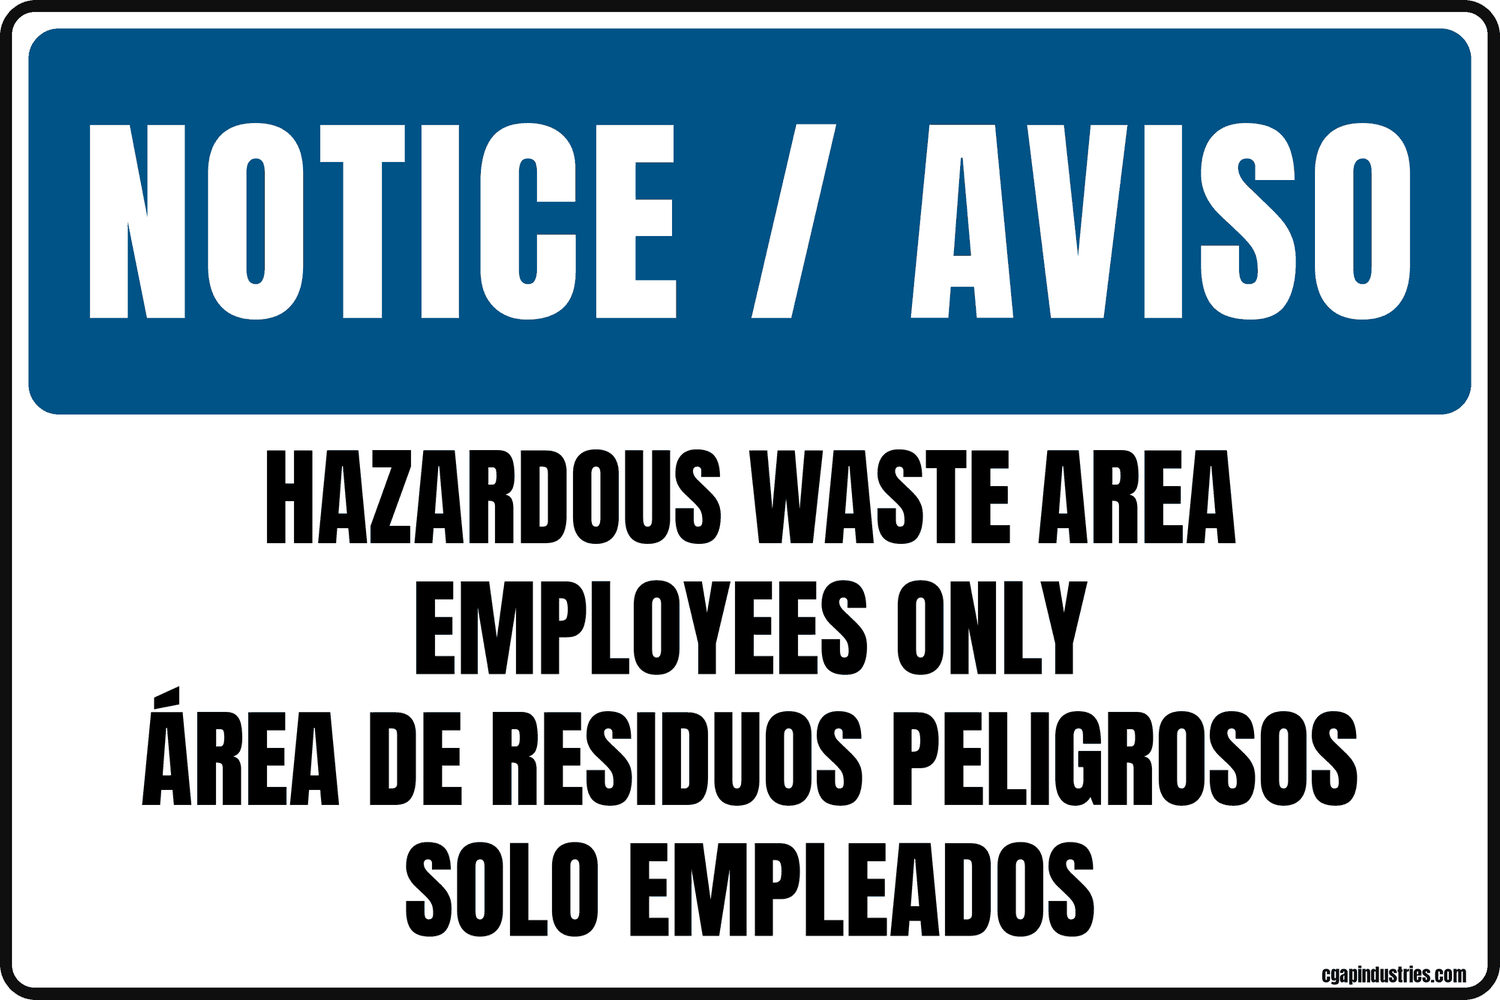 NOTICE / AVISO
HAZARDOUS WASTE AREA
EMPLOYEES ONLY
ÁREA DE RESIDUOS PELIGROSOS
SOLO EMPLEADOS
cgapindustries.com